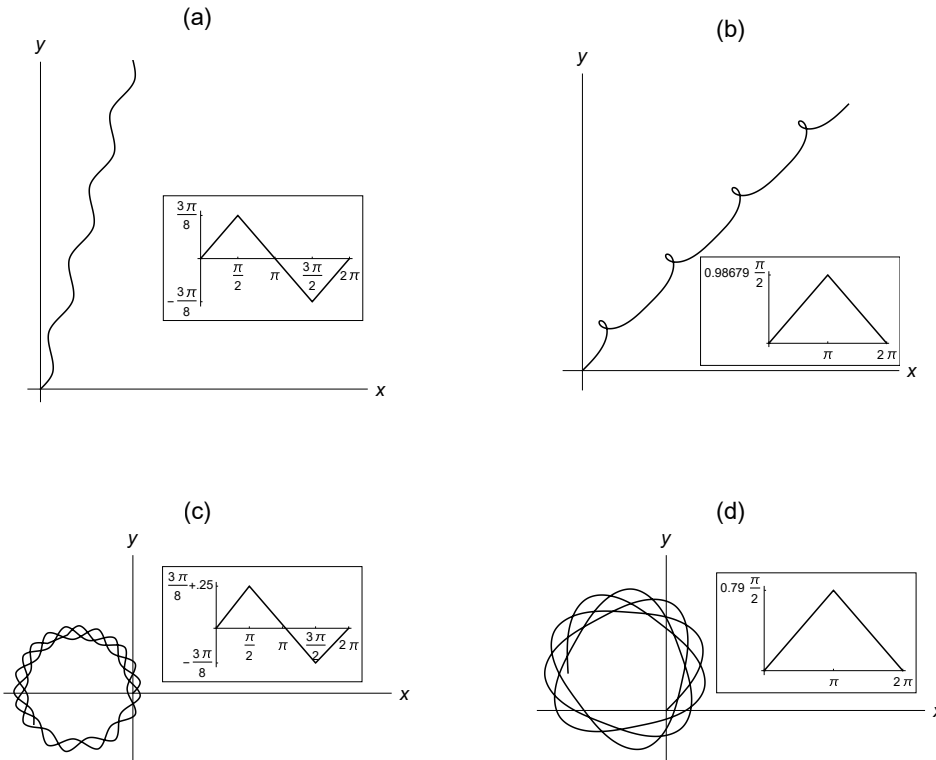 (a)
y
3π/8
-3π/8
π/2 π 3π/2 2π
x
(b)
y
0.98679 π/2
π 2π
x
(c)
y
3π/8+.25
-3π/8
π/2 π 3π/2 2π
x
(d)
y
0.79 π/2
π 2π
x